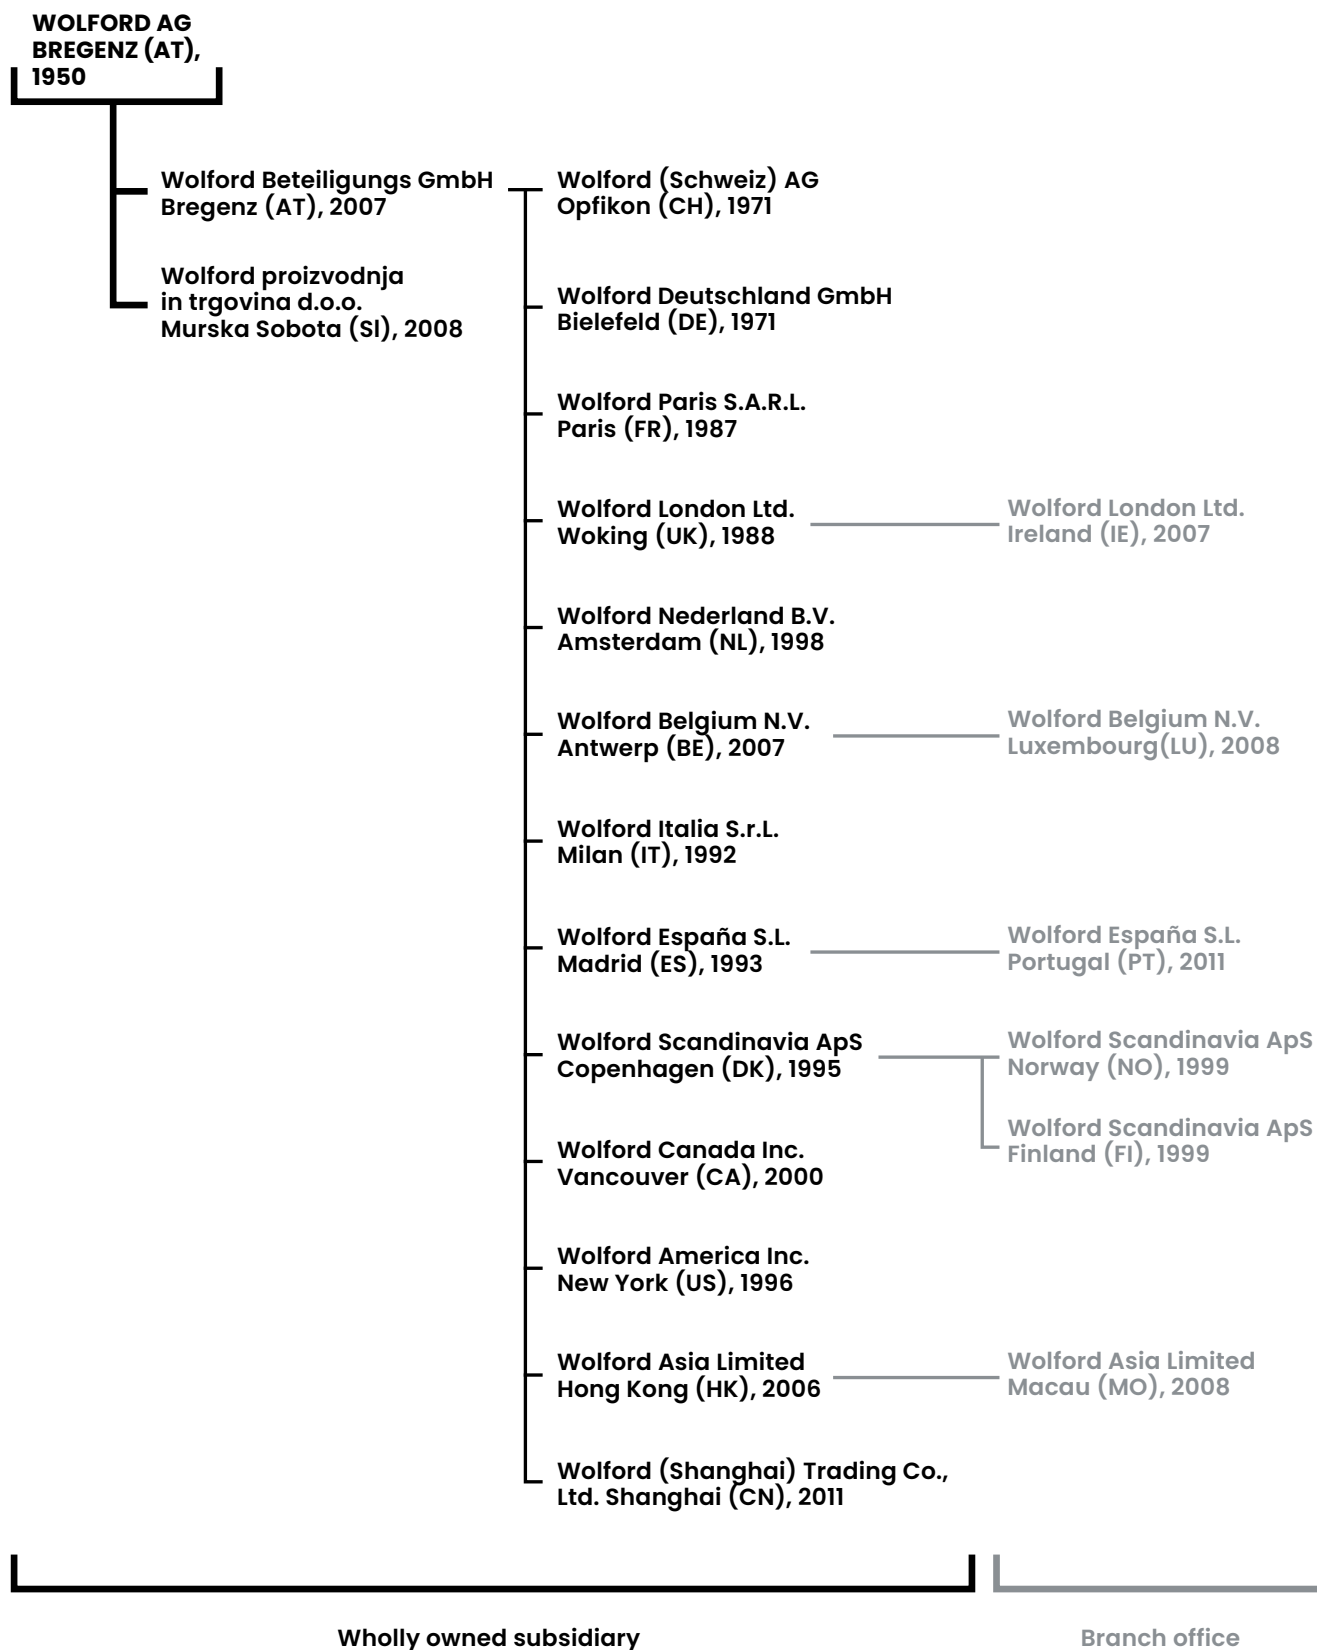 WOLFORD AG
BREGENZ (AT),
1950
Wolford Beteiligungs GmbH
Bregenz (AT), 2007
Wolford proizvodnja
in trgovina d.o.o.
Murska Sobota (Sl), 2008
Wolford (Schweiz) AG
Opfikon (CH), 1971
Wolford Deutschland GmbH
Bielefeld (DE), 1971
Wolford Paris S.A.R.L.
Paris (FR), 1987
Wolford London Ltd.
Woking (UK), 1988
Wolford London Ltd.
Ireland (IE), 2007
Wolford Nederland B.V.
Amsterdam (NL), 1998
Wolford Belgium N.V.
Antwerp (BE), 2007
Wolford Belgium N.V.
Luxembourg(LU), 2008
Wolford Italia S.r.L.
Milan (IT), 1992
Wolford España S.L.
Madrid (ES), 1993
Wolford España S.L.
Portugal (PT), 2011
Wolford Scandinavia ApS
Copenhagen (DK), 1995
Wolford Scandinavia ApS
Norway (NO), 1999
Wolford Scandinavia ApS
Finland (FI), 1999
Wolford Canada Inc.
Vancouver (CA), 2000
Wolford America Inc.
New York (US), 1996
Wolford Asia Limited
Hong Kong (HK), 2006
Wolford Asia Limited
Macau (MO), 2008
Wolford (Shanghai) Trading Co.,
Ltd. Shanghai (CN), 2011
Wholly owned subsidiary
Branch office